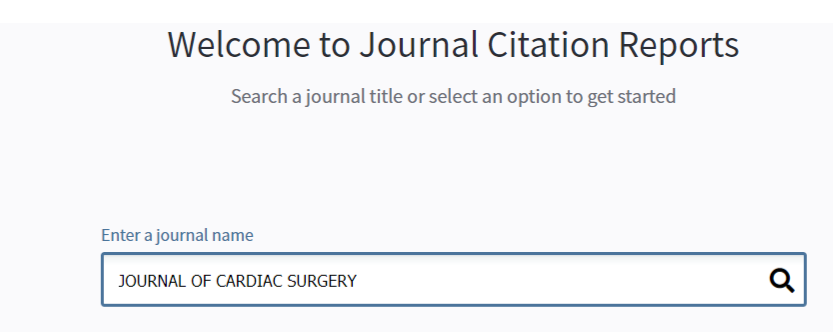 Welcome to Journal Citation Reports
Search a journal title or select an option to get started
Enter a journal name
JOURNAL OF CARDIAC SURGERY